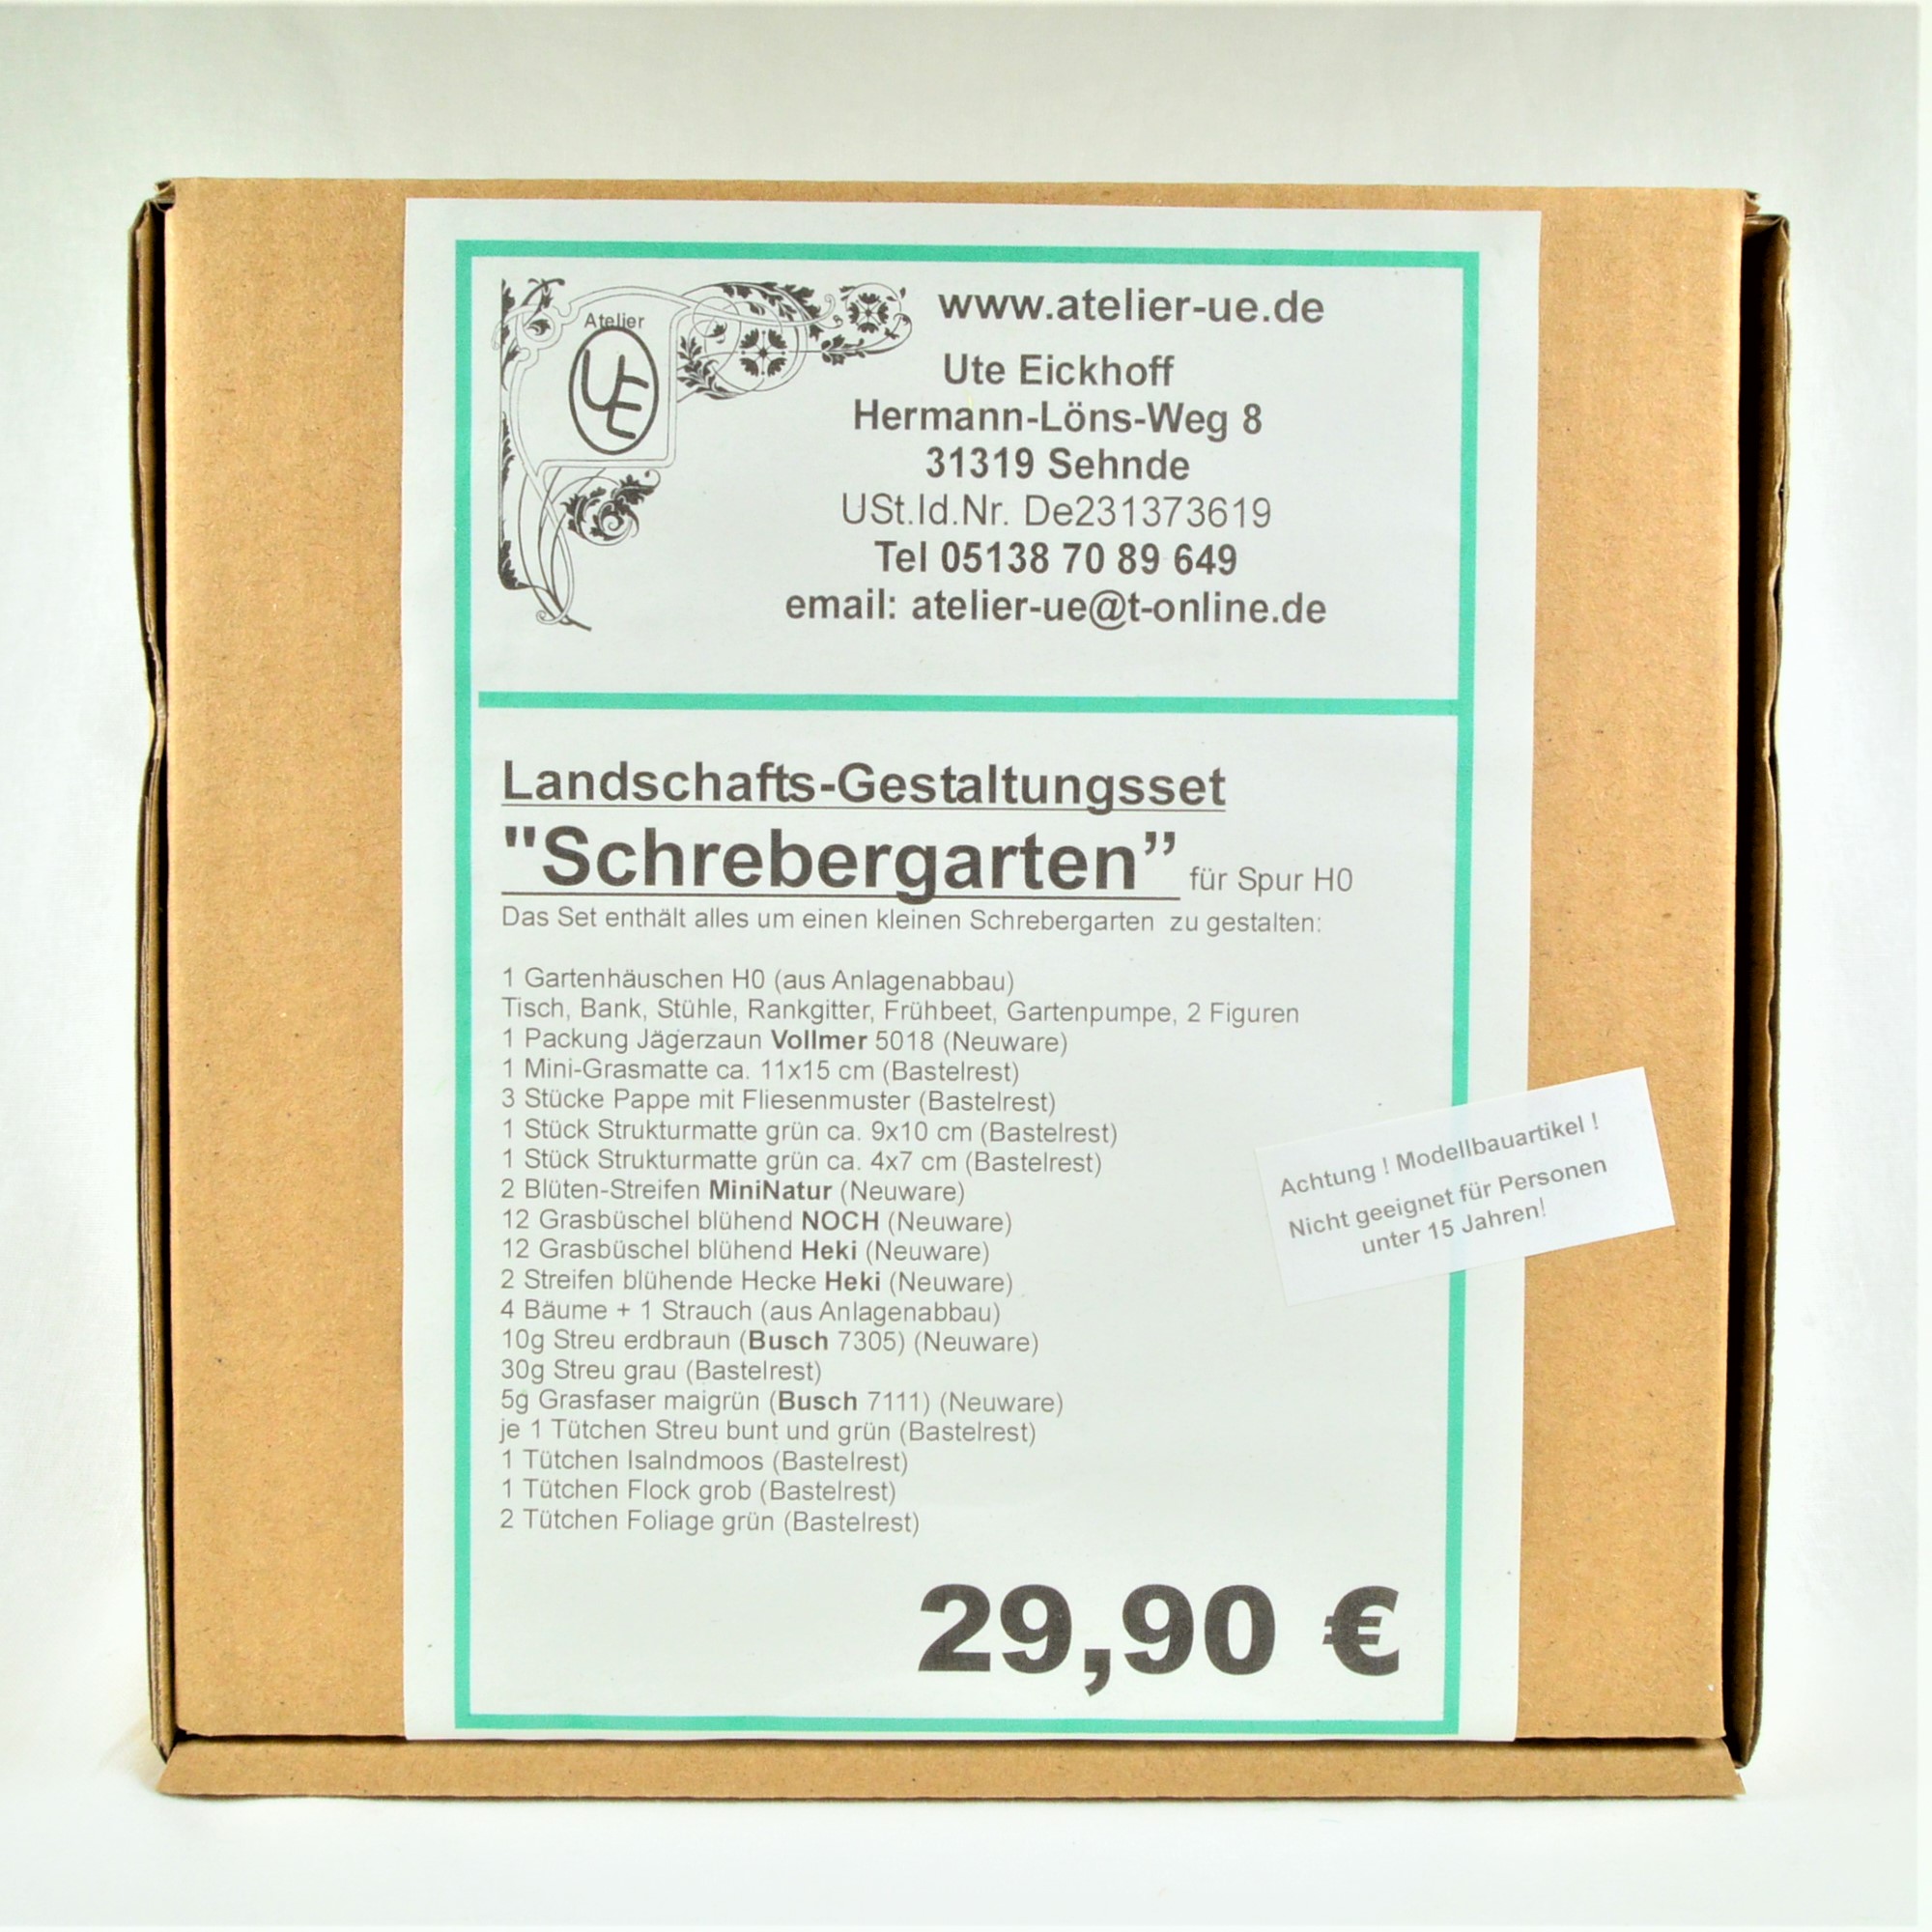 Atelier
UE
www.atelier-ue.de
Ute Eickhoff
Hermann-Löns-Weg 8
31319 Sehnde
USt.Id.Nr. De231373619
Tel 05138 70 89 649
email: atelier-ue@t-online.de
Landschafts-Gestaltungsset
"Schrebergarten” für Spur H0
Das Set enthält alles um einen kleinen Schrebergarten zu gestalten:
1 Gartenhäuschen H0 (aus Anlagenabbau)
Tisch, Bank, Stühle, Rankgitter, Frühbeet, Gartenpumpe, 2 Figuren
1 Packung Jägerzaun Vollmer 5018 (Neuware)
1 Mini-Grasmatte ca. 11x15 cm (Bastelrest)
3 Stücke Pappe mit Fliesenmuster (Bastelrest)
1 Stück Strukturmatte grün ca. 9x10 cm (Bastelrest)
1 Stück Strukturmatte grün ca. 4x7 cm (Bastelrest)
2 Blüten-Streifen MiniNatur (Neuware)
12 Grasbüschel blühend NOCH (Neuware)
12 Grasbüschel blühend Heki (Neuware)
2 Streifen blühende Hecke Heki (Neuware)
4 Bäume + 1 Strauch (aus Anlagenabbau)
10g Streu erdbraun (Busch 7305) (Neuware)
30g Streu grau (Bastelrest)
5g Grasfaser maigrün (Busch 7111) (Neuware)
je 1 Tütchen Streu bunt und grün (Bastelrest)
1 Tütchen Isalndmoos (Bastelrest)
1 Tütchen Flock grob (Bastelrest)
2 Tütchen Foliage grün (Bastelrest)
29,90 €
Achtung ! Modellbauartikel !
Nicht geeignet für Personen
unter 15 Jahren!